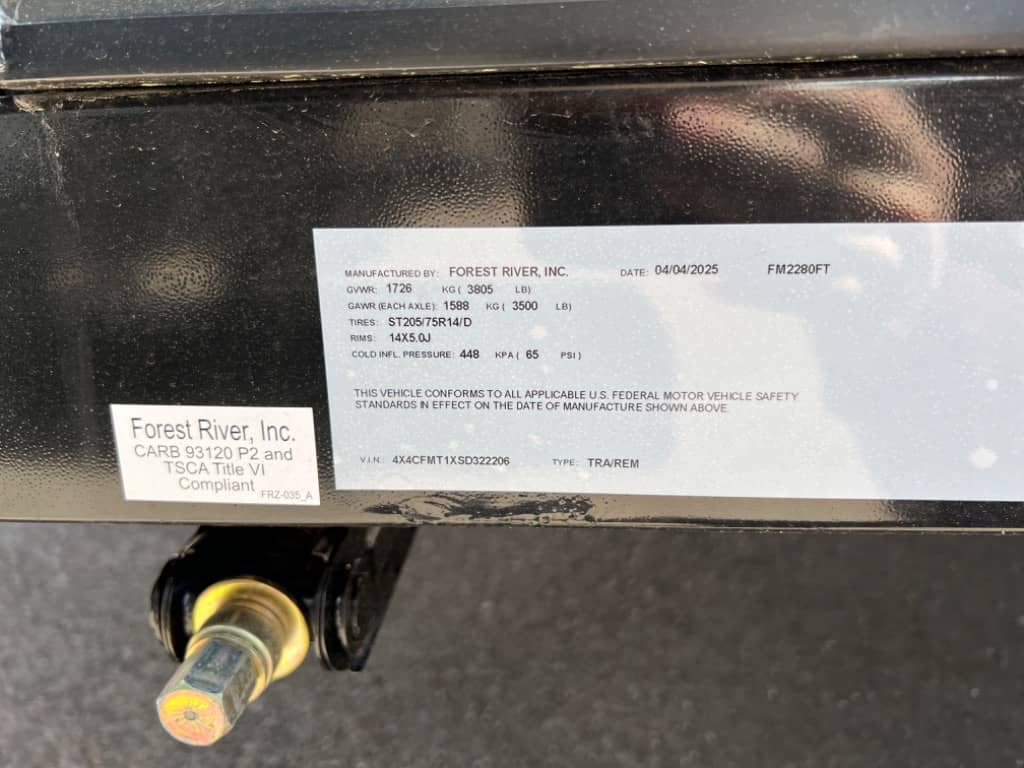 MANUFACTURED BY: FOREST RIVER, INC. DATE: 04/04/2025 FM2280FT
GVWR: 1726 KG ( 3805 LB)
GAWR (EACH AXLE): 1588 KG ( 3500 LB)
TIRES: ST205/75R14/D
RIMS: 14X5.0J
COLD INFL. PRESSURE: 448 KPA ( 65 PSI )
THIS VEHICLE CONFORMS TO ALL APPLICABLE U.S. FEDERAL MOTOR VEHICLE SAFETY
STANDARDS IN EFFECT ON THE DATE OF MANUFACTURE SHOWN ABOVE.
V.I.N.: 4X4CFMT1XSD322206 TYPE: TRA/REM
Forest River, Inc.
CARB 93120 P2 and
TSCA Title VI
Compliant
FRZ-035_A